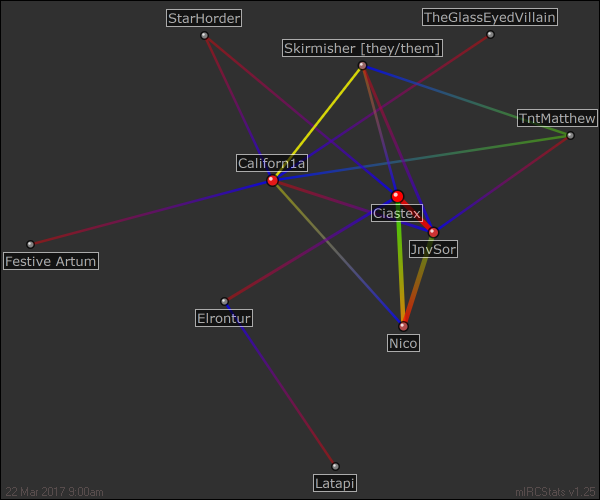 StarHorder
TheGlassEyedVillain
Skirmisher [they/them]
TntMatthew
Californ1a
Ciastex
JnvSor
Festive Artum
Elrontur
Nico
Latapi
22 Mar 2017 9:00am
mIRCStats v1.25